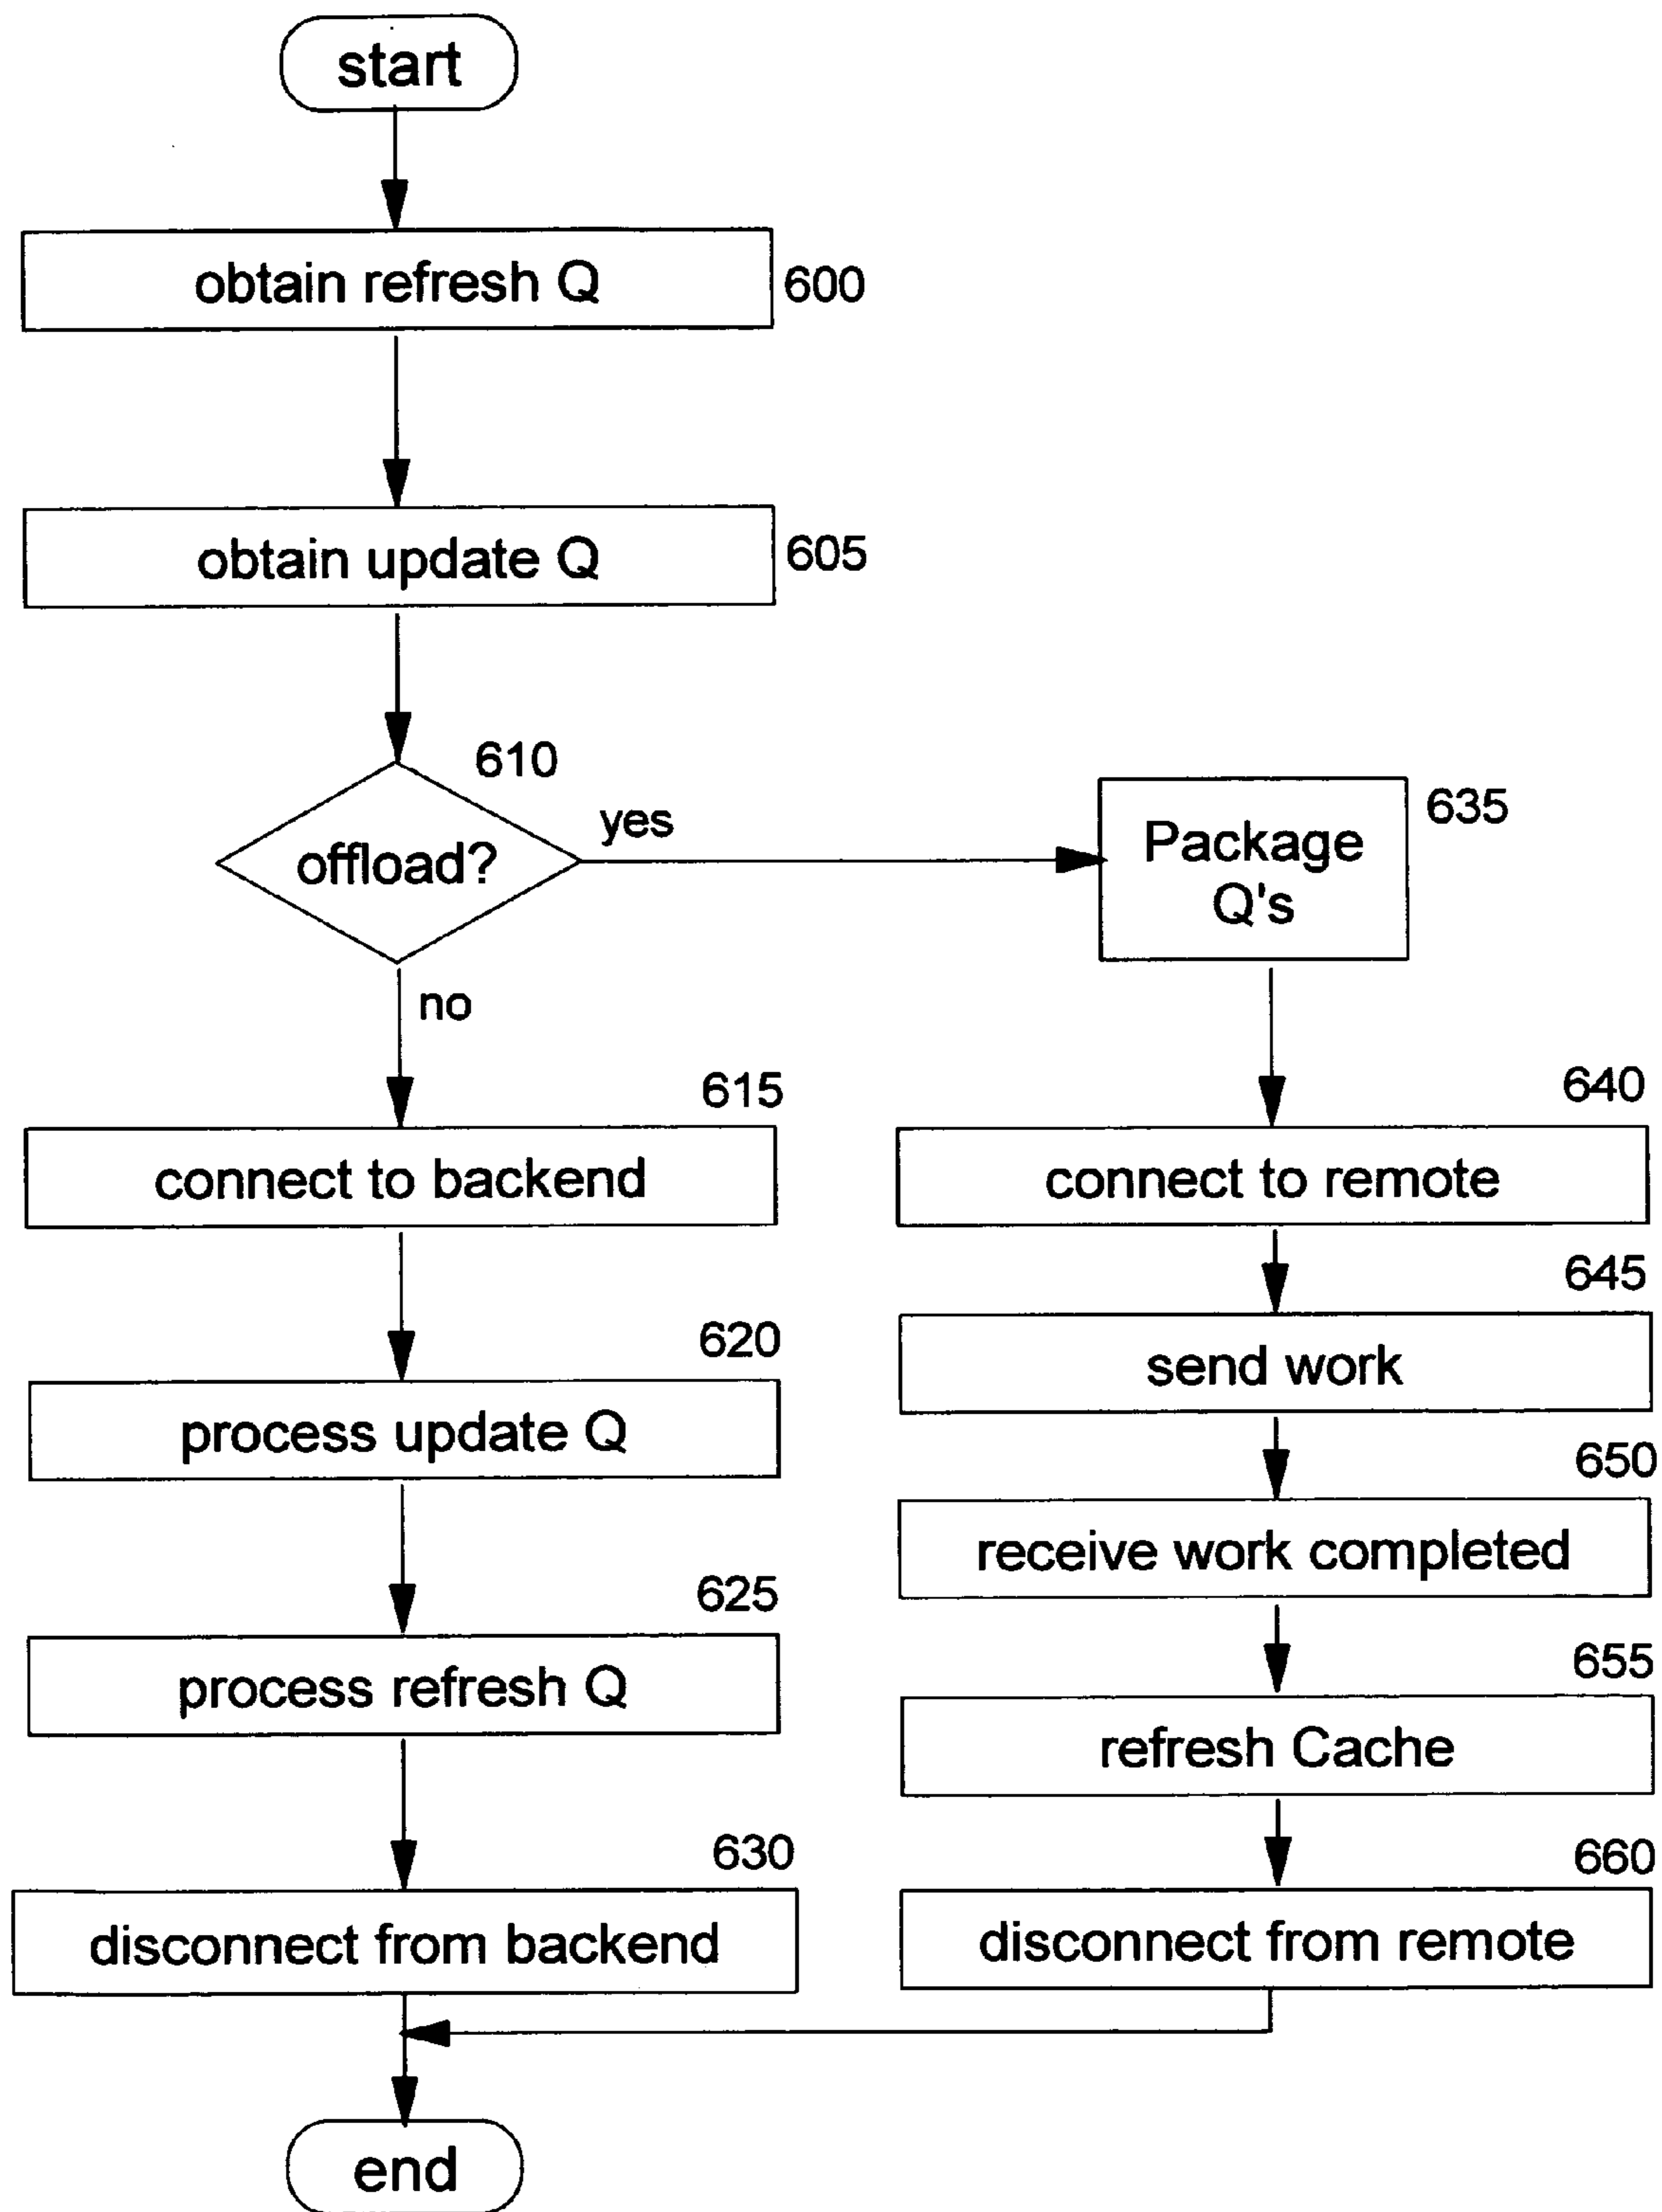 start
obtain refresh Q
600
obtain update Q
605
610
offload?
yes
Package
Q's
635
no
615
connect to backend
640
connect to remote
645
send work
620
process update Q
650
receive work completed
625
process refresh Q
655
refresh Cache
630
disconnect from backend
660
disconnect from remote
end